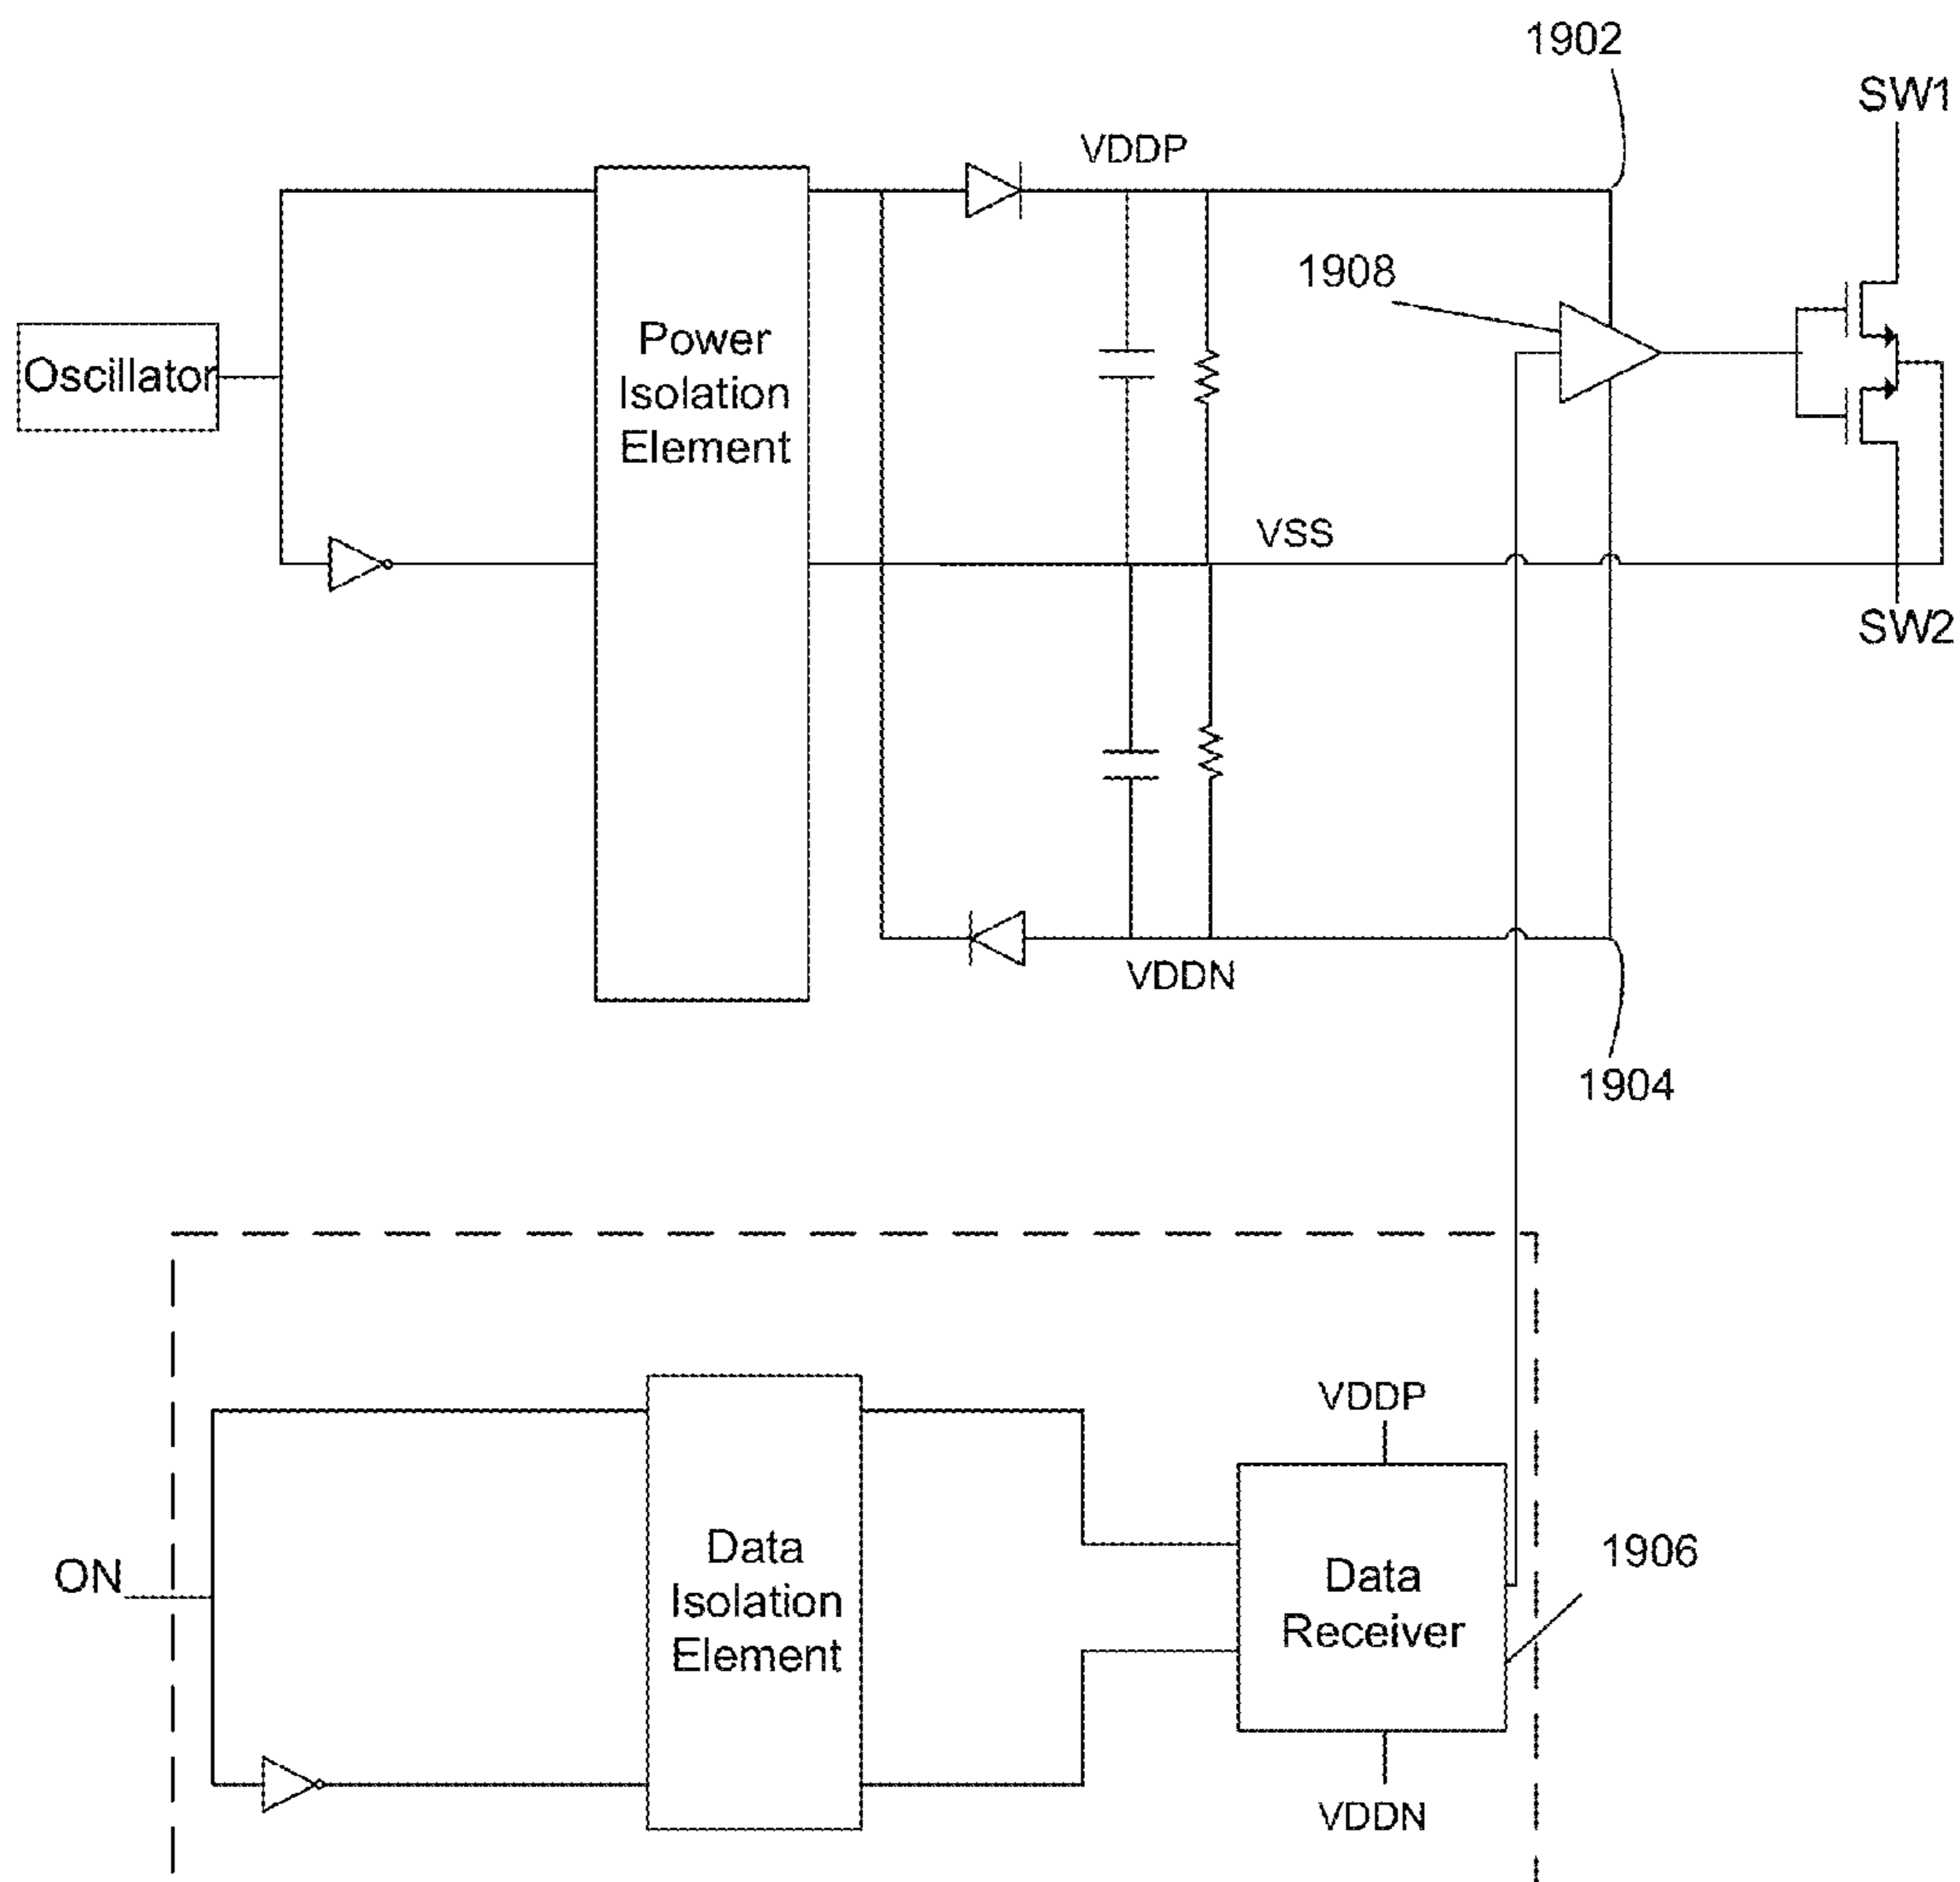 1902
SW1
VDDP
1908
Oscillator
Power
Isolation
Element
VSS
SW2
VDDN
1904
VDDP
ON
Data
Isolation
Element
Data
Receiver
1906
VDDN